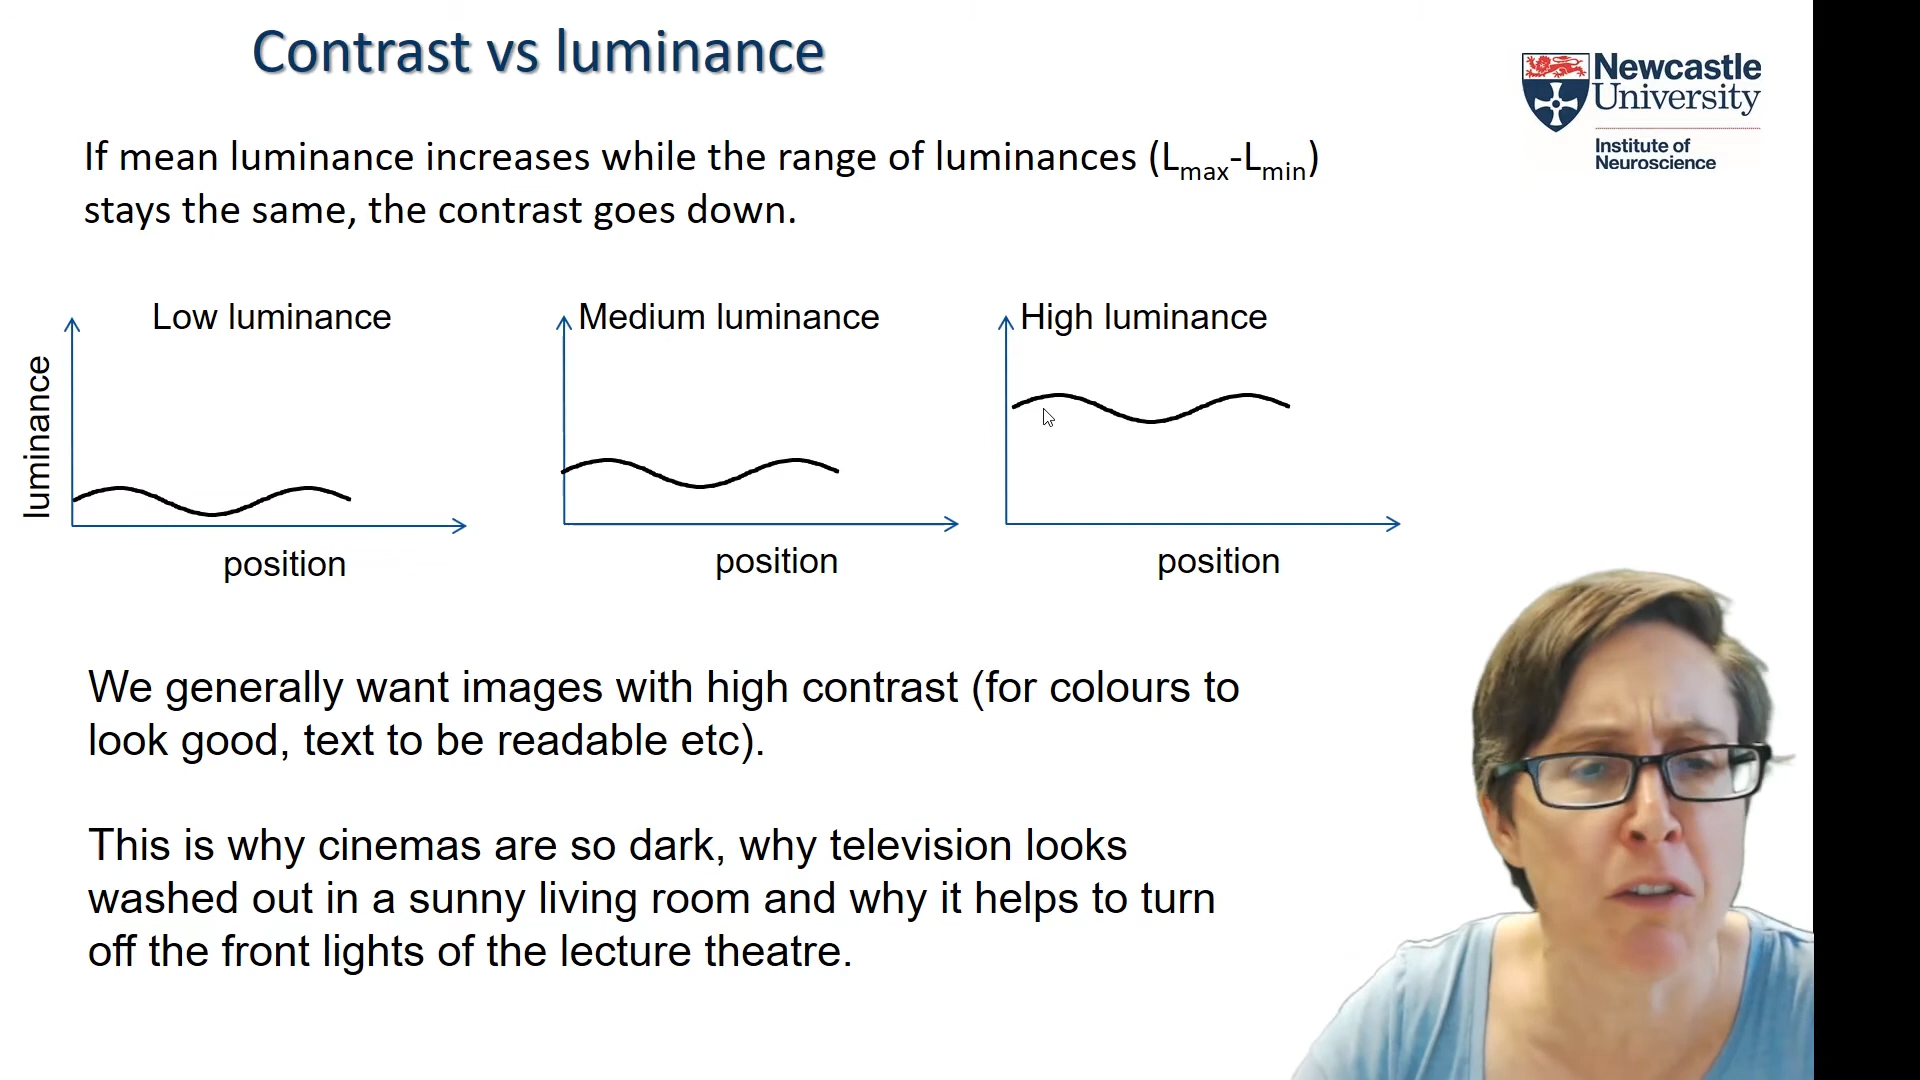 Contrast vs luminance
Newcastle
University
Institute of
Neuroscience
If mean luminance increases while the range of luminances (Lmax-Lmin)
stays the same, the contrast goes down.
Low luminance
Medium luminance
High luminance
luminance
position
position
position
We generally want images with high contrast (for colours to
look good, text to be readable etc).
This is why cinemas are so dark, why television looks
washed out in a sunny living room and why it helps to turn
off the front lights of the lecture theatre.